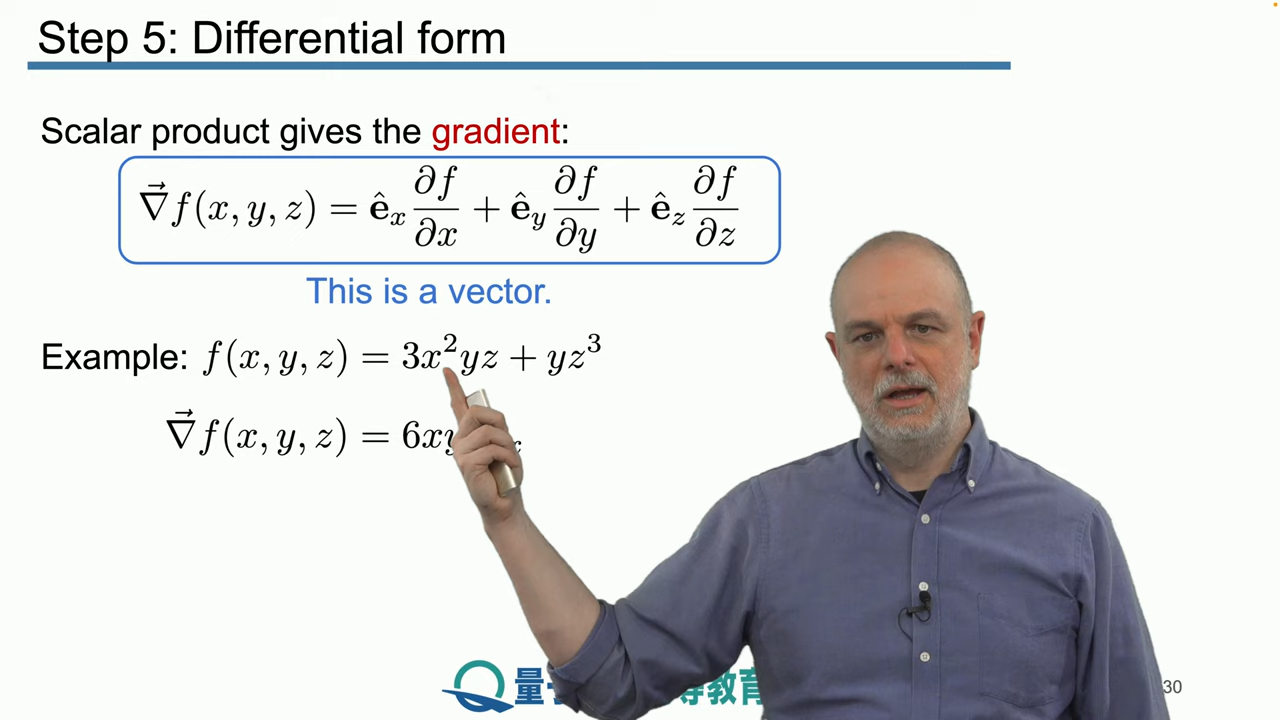 Step 5: Differential form
Scalar product gives the gradient:
∇⃗f(x, y, z) = ê_x ∂f/∂x + ê_y ∂f/∂y + ê_z ∂f/∂z
This is a vector.
Example: f(x, y, z) = 3x²yz + yz³
∇⃗f(x, y, z) = 6xy
量 等教育
30